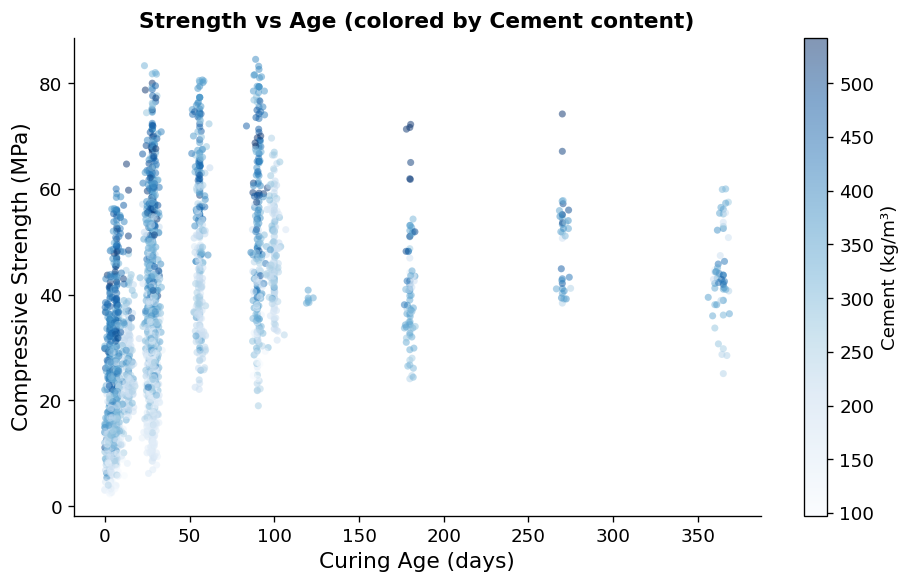 Strength vs Age (colored by Cement content)
Compressive Strength (MPa)
80
60
40
20
0
0 50 100 150 200 250 300 350
Curing Age (days)
500
450
400
350
300
250
200
150
100
Cement (kg/m³)